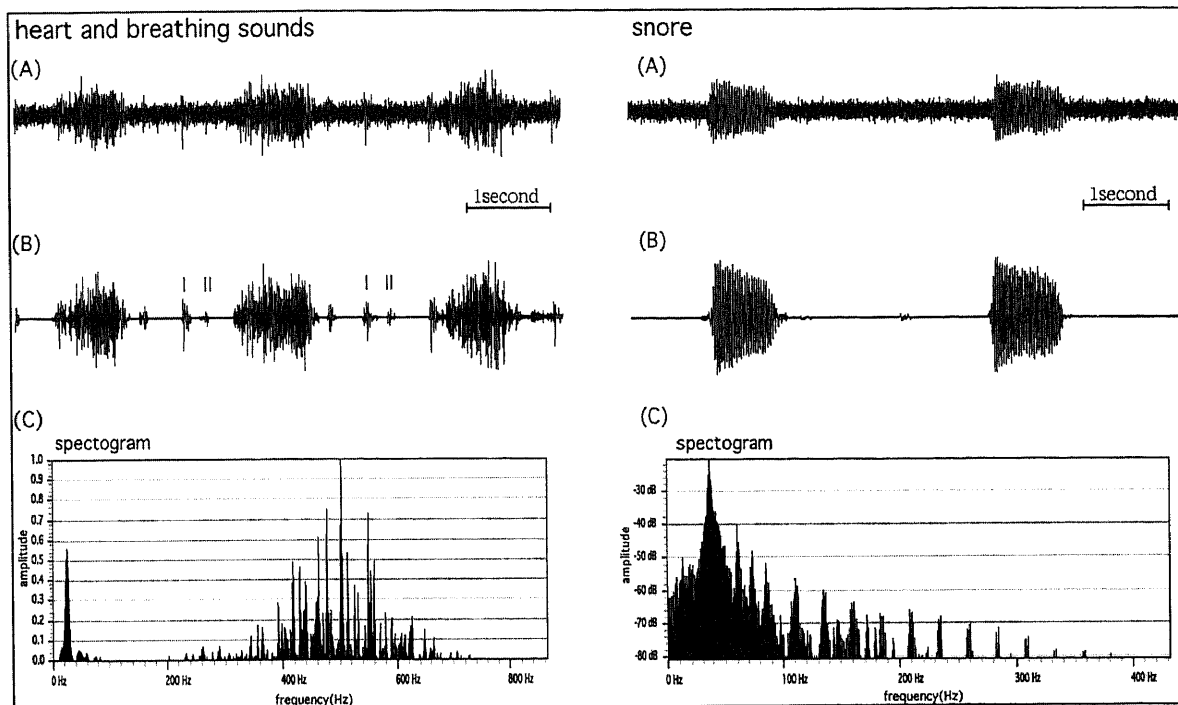 heart and breathing sounds
(A)
1second
(B)
I II I II
(C)
spectogram
1.0
0.9
0.8
0.7
0.6
0.5
0.4
0.3
0.2
0.1
0.0
amplitude
0 Hz 200 Hz 400 Hz 600 Hz 800 Hz
frequency(Hz)
snore
(A)
1second
(B)
(C)
spectogram
-30 dB
-40 dB
-50 dB
-60 dB
-70 dB
-80 dB
amplitude
0 Hz 100 Hz 200 Hz 300 Hz 400 Hz
frequency(Hz)